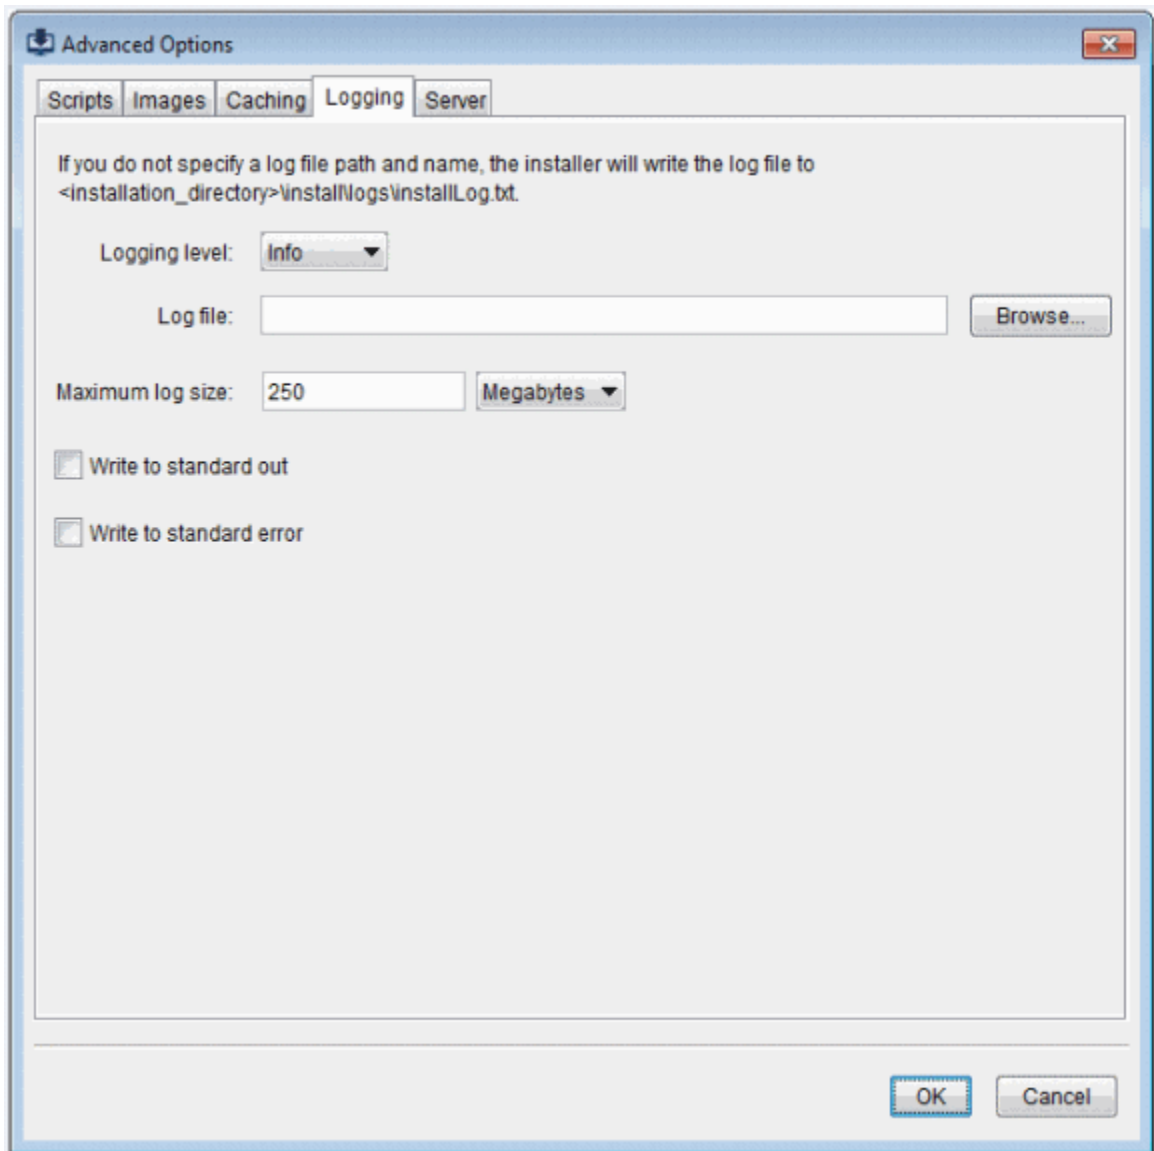 Advanced Options
Scripts Images Caching Logging Server
If you do not specify a log file path and name, the installer will write the log file to
<installation_directory>\install\logs\installLog.txt.
Logging level: Info
Log file: Browse...
Maximum log size: 250 Megabytes
Write to standard out
Write to standard error
OK Cancel